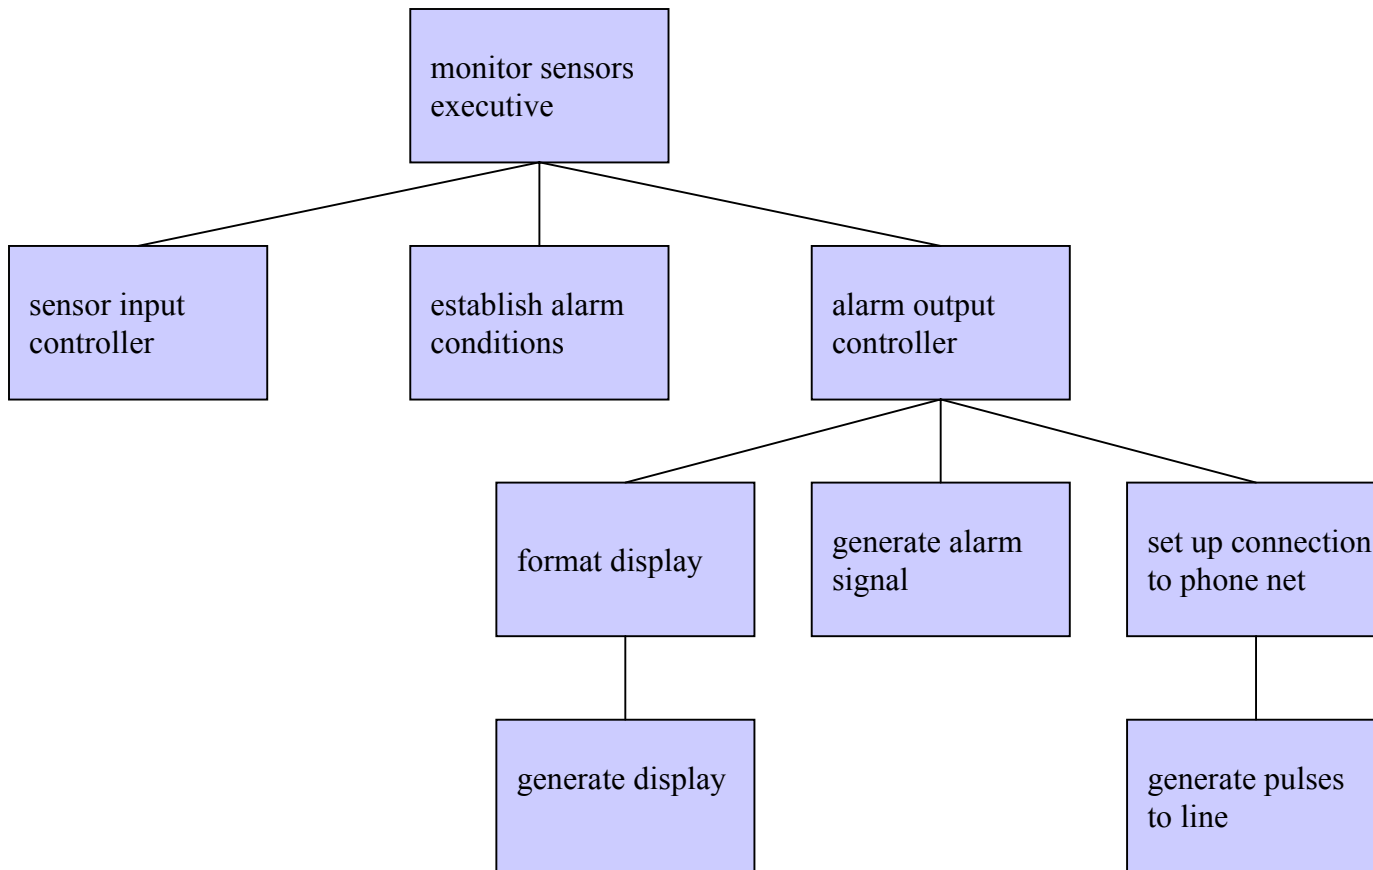 monitor sensors
executive
sensor input
controller
establish alarm
conditions
alarm output
controller
format display
generate alarm
signal
set up connection
to phone net
generate display
generate pulses
to line